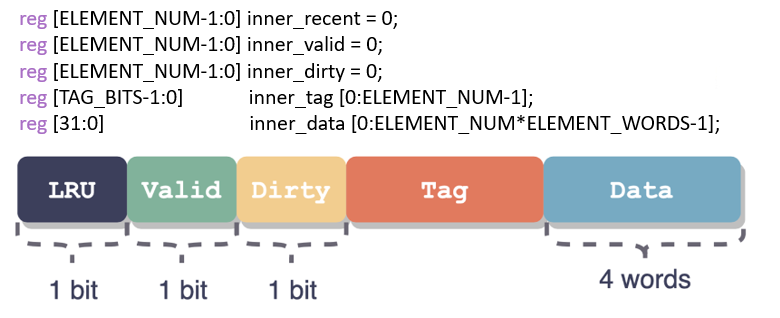 reg [ELEMENT_NUM-1:0] inner_recent = 0;
reg [ELEMENT_NUM-1:0] inner_valid = 0;
reg [ELEMENT_NUM-1:0] inner_dirty = 0;
reg [TAG_BITS-1:0] inner_tag [0:ELEMENT_NUM-1];
reg [31:0] inner_data [0:ELEMENT_NUM*ELEMENT_WORDS-1];
LRU Valid Dirty Tag Data
1 bit 1 bit 1 bit 4 words